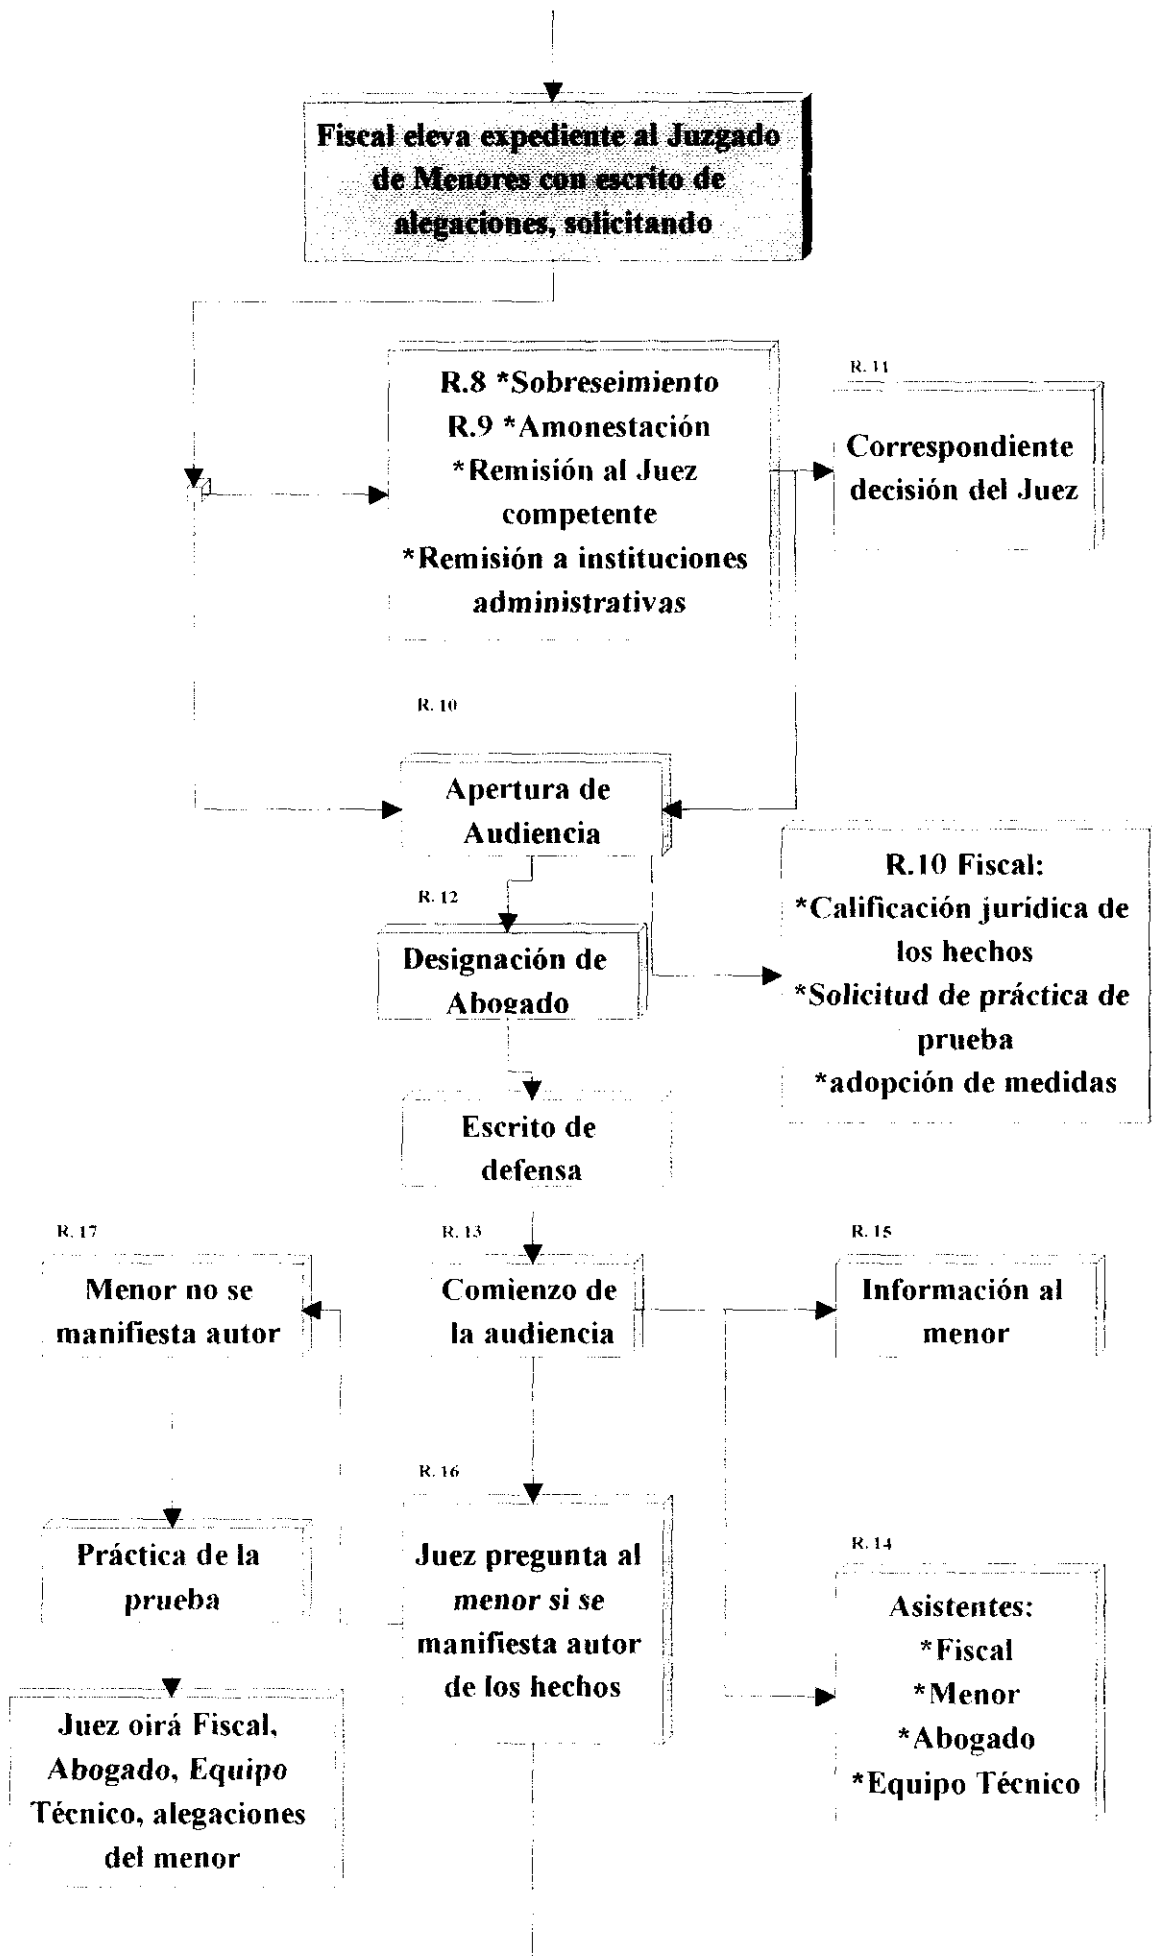 Fiscal eleva expediente al Juzgado
de Menores con escrito de
alegaciones, solicitando
R.8 *Sobreseimiento
R.9 *Amonestación
*Remisión al Juez
competente
*Remisión a instituciones
administrativas
R. 11
Correspondiente
decisión del Juez
R. 10
Apertura de
Audiencia
R.10 Fiscal:
*Calificación jurídica de
los hechos
*Solicitud de práctica de
prueba
*adopción de medidas
R. 12
Designación de
Abogado
Escrito de
defensa
R. 17
Menor no se
manifiesta autor
R. 13
Comienzo de
la audiencia
R. 15
Información al
menor
R. 16
Juez pregunta al
menor si se
manifiesta autor
de los hechos
R. 14
Asistentes:
*Fiscal
*Menor
*Abogado
*Equipo Técnico
Práctica de la
prueba
Juez oirá Fiscal,
Abogado, Equipo
Técnico, alegaciones
del menor